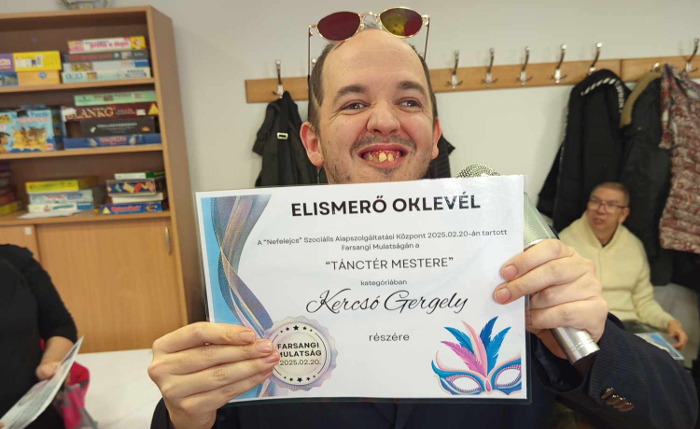 ELISMERŐ OKLEVÉL
A "Nefelejcs" Szociális Alapszolgáltatási Központ 2025.02.20-án tartott
Farsangi Mulatságán a
"TÁNCTÉR MESTERE"
kategóriában
Kercsó Gergely
részére
FARSANGI
MULATSÁG
2025.02.20.